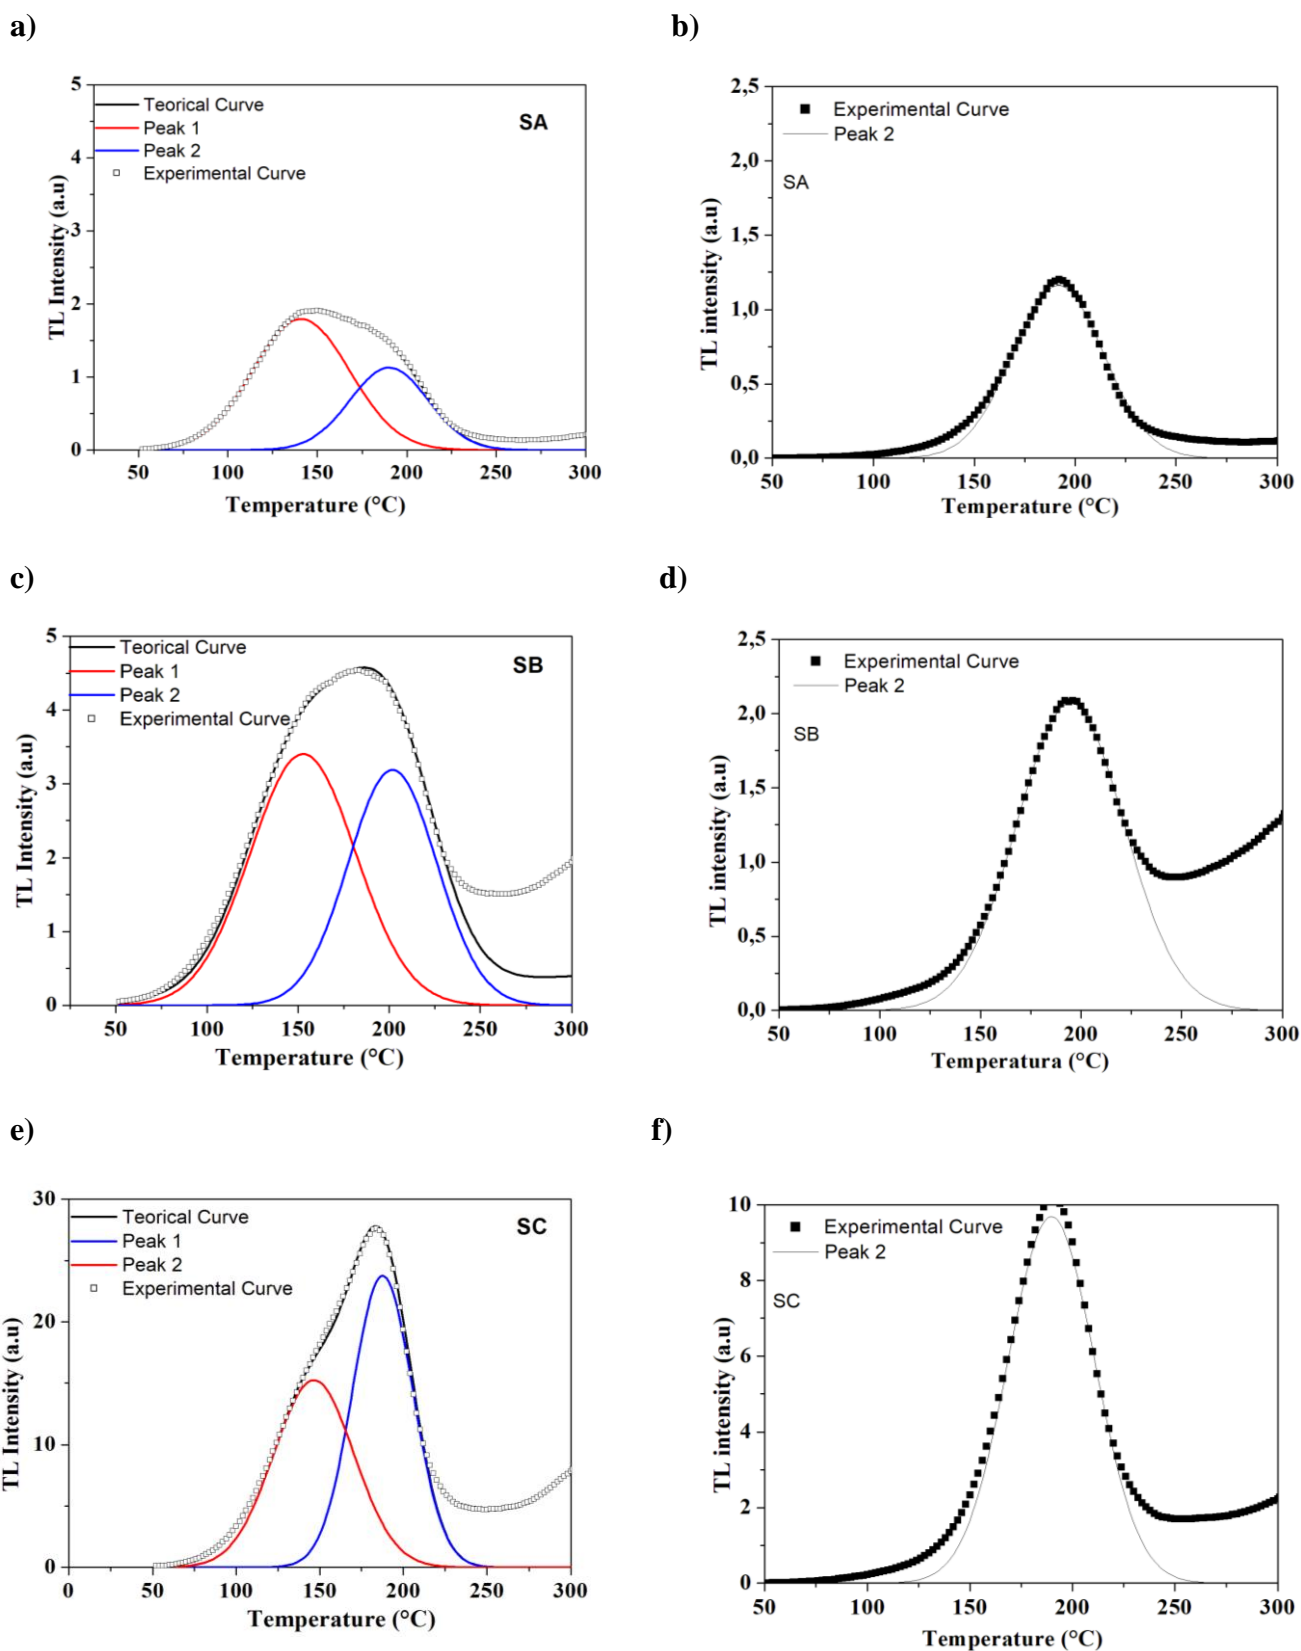 a)
b)
5
4
3
2
1
0
TL Intensity (a.u)
Teorical Curve
Peak 1
Peak 2
Experimental Curve
SA
50 100 150 200 250 300
Temperature (°C)
2,5
2,0
1,5
1,0
0,5
0,0
TL intensity (a.u)
Experimental Curve
Peak 2
SA
50 100 150 200 250 300
Temperature (°C)
c)
d)
5
4
3
2
1
0
TL Intensity (a.u)
Teorical Curve
Peak 1
Peak 2
Experimental Curve
SB
50 100 150 200 250 300
Temperature (°C)
2,5
2,0
1,5
1,0
0,5
0,0
TL intensity (a.u)
Experimental Curve
Peak 2
SB
50 100 150 200 250 300
Temperatura (°C)
e)
f)
30
20
10
0
TL Intensity (a.u)
Teorical Curve
Peak 1
Peak 2
Experimental Curve
SC
0 50 100 150 200 250 300
Temperature (°C)
10
8
6
4
2
0
TL intensity (a.u)
Experimental Curve
Peak 2
SC
50 100 150 200 250 300
Temperature (°C)